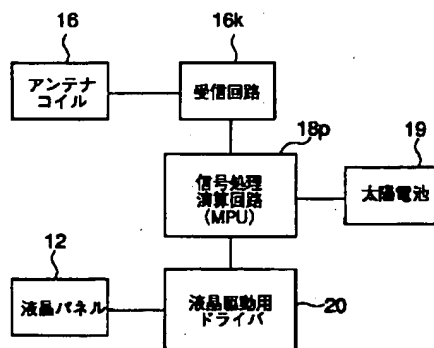 16
16k
アンテナ
コイル
受信回路
18p
19
信号処理
演算回路
(MPU)
太陽電池
12
液晶パネル
液晶駆動用
ドライバ
20